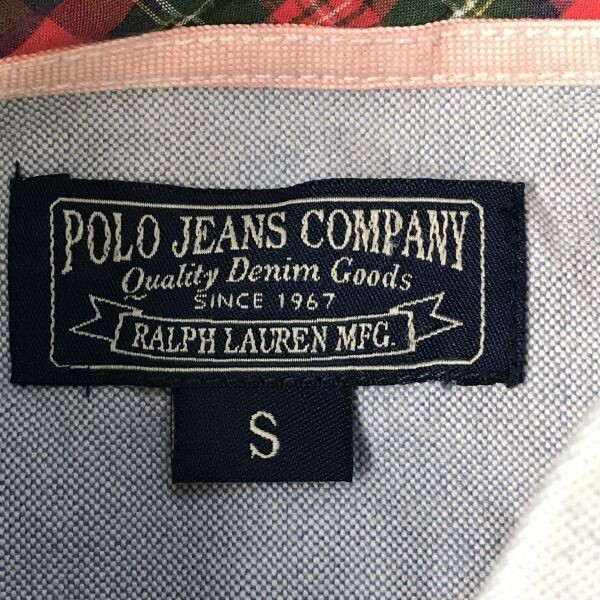 POLO JEANS COMPANY
Quality Denim Goods
SINCE 1967
RALPH LAUREN MFG.
S